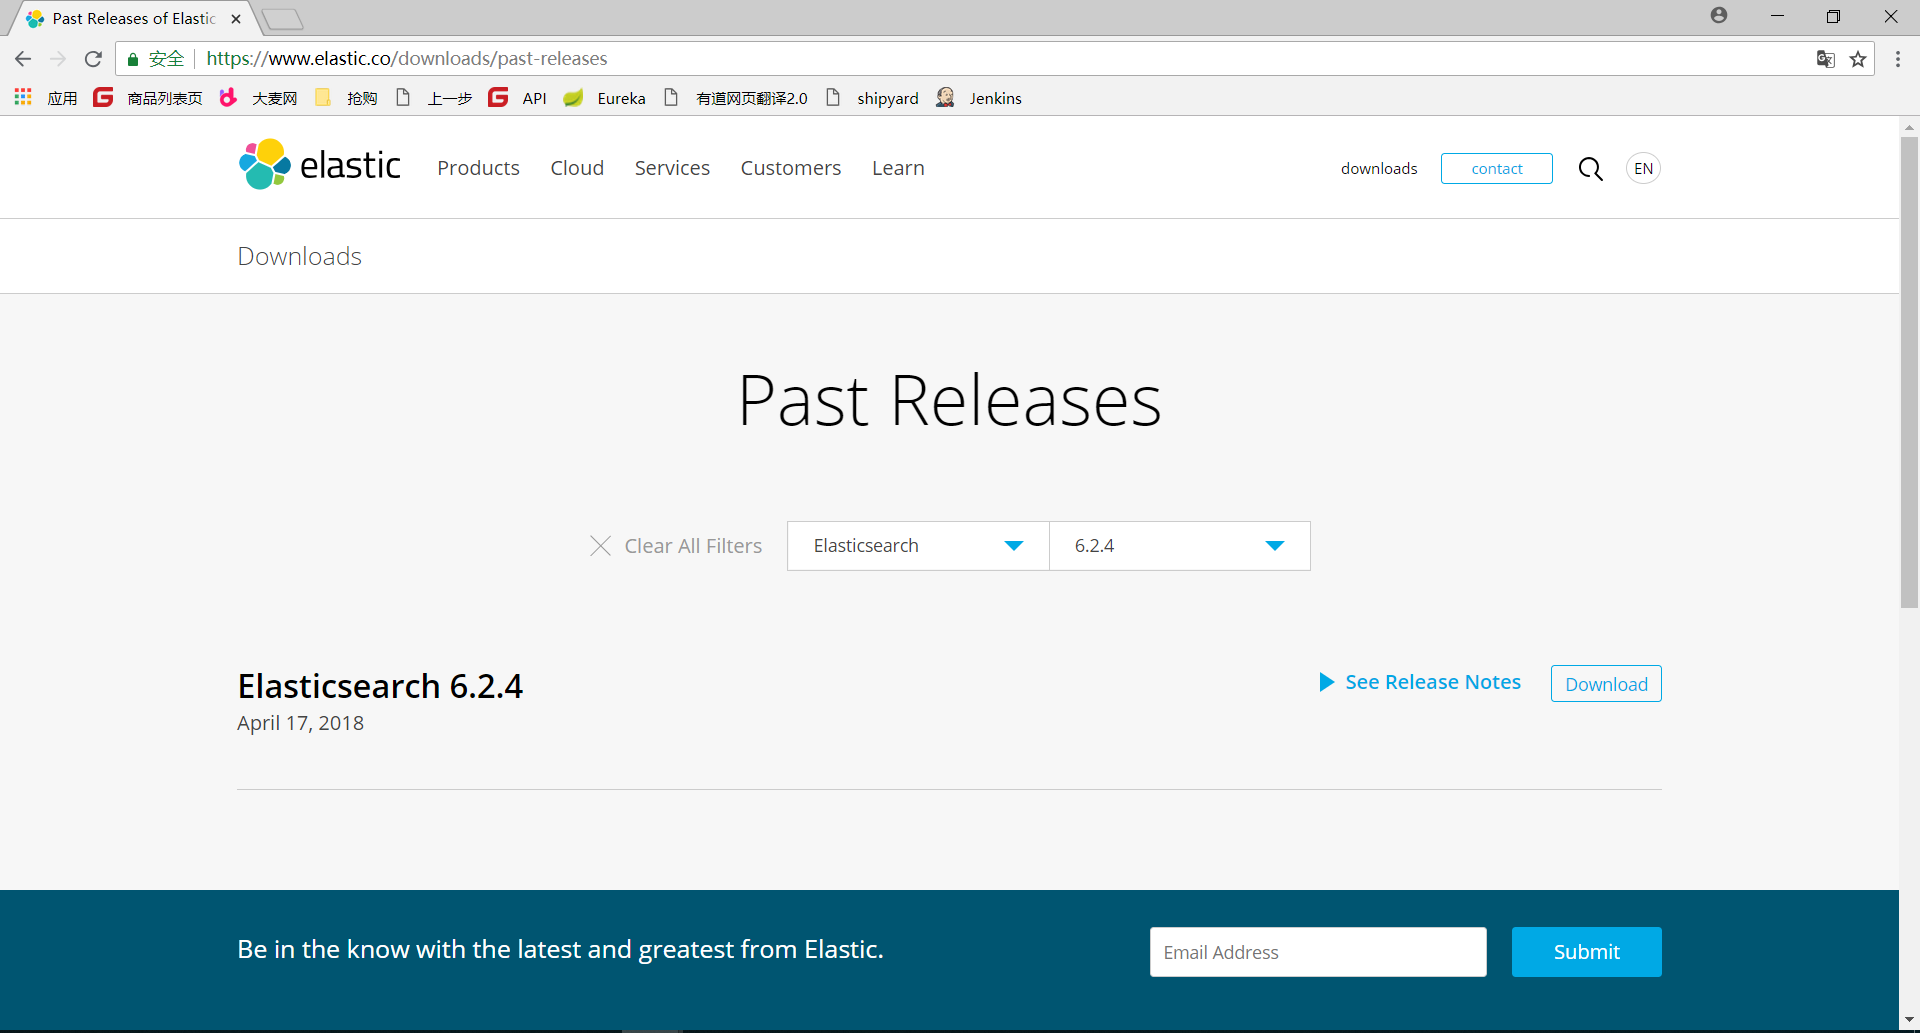 Past Releases of Elastic
安全 https://www.elastic.co/downloads/past-releases
应用 商品列表页 大麦网 抢购 上一步 API Eureka 有道网页翻译2.0 shipyard Jenkins
elastic Products Cloud Services Customers Learn downloads contact EN
Downloads
Past Releases
Clear All Filters Elasticsearch 6.2.4
Elasticsearch 6.2.4 See Release Notes Download
April 17, 2018
Be in the know with the latest and greatest from Elastic. Email Address Submit